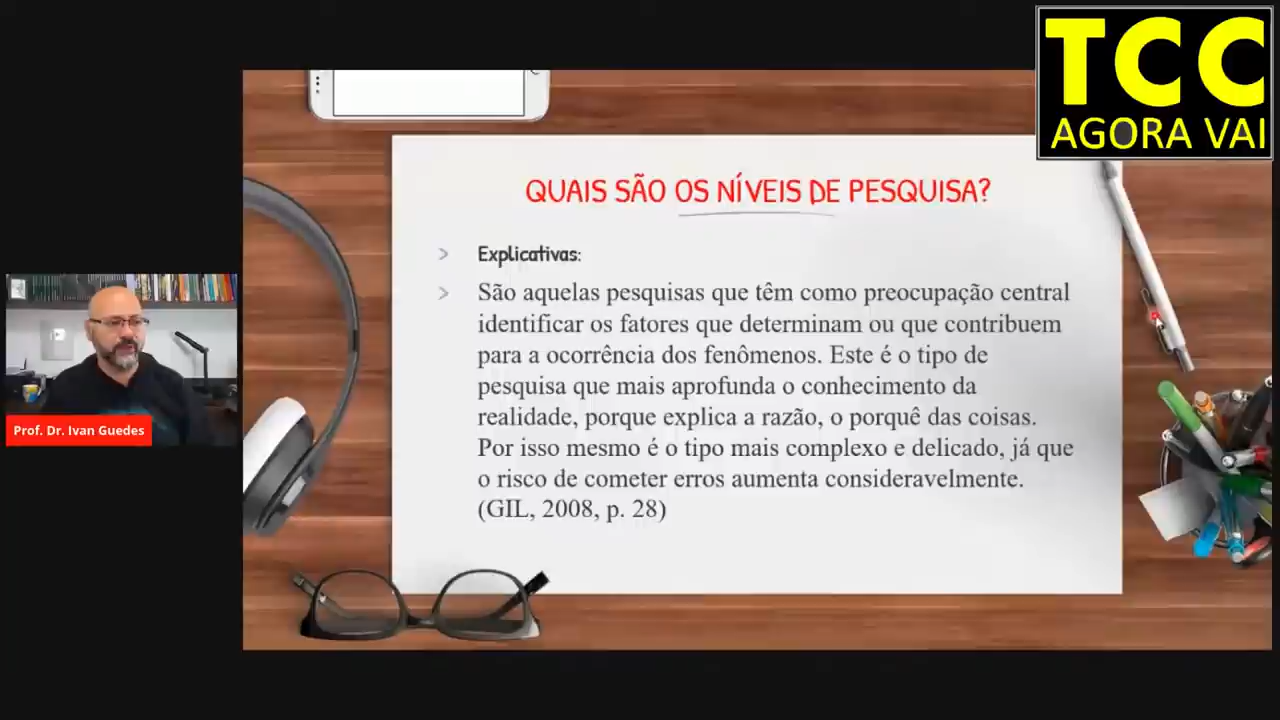 TCC
AGORA VAI
QUAIS SÃO OS NÍVEIS DE PESQUISA?
Explicativas:
São aquelas pesquisas que têm como preocupação central
identificar os fatores que determinam ou que contribuem
para a ocorrência dos fenômenos. Este é o tipo de
pesquisa que mais aprofunda o conhecimento da
realidade, porque explica a razão, o porquê das coisas.
Por isso mesmo é o tipo mais complexo e delicado, já que
o risco de cometer erros aumenta consideravelmente.
(GIL, 2008, p. 28)
Prof. Dr. Ivan Guedes